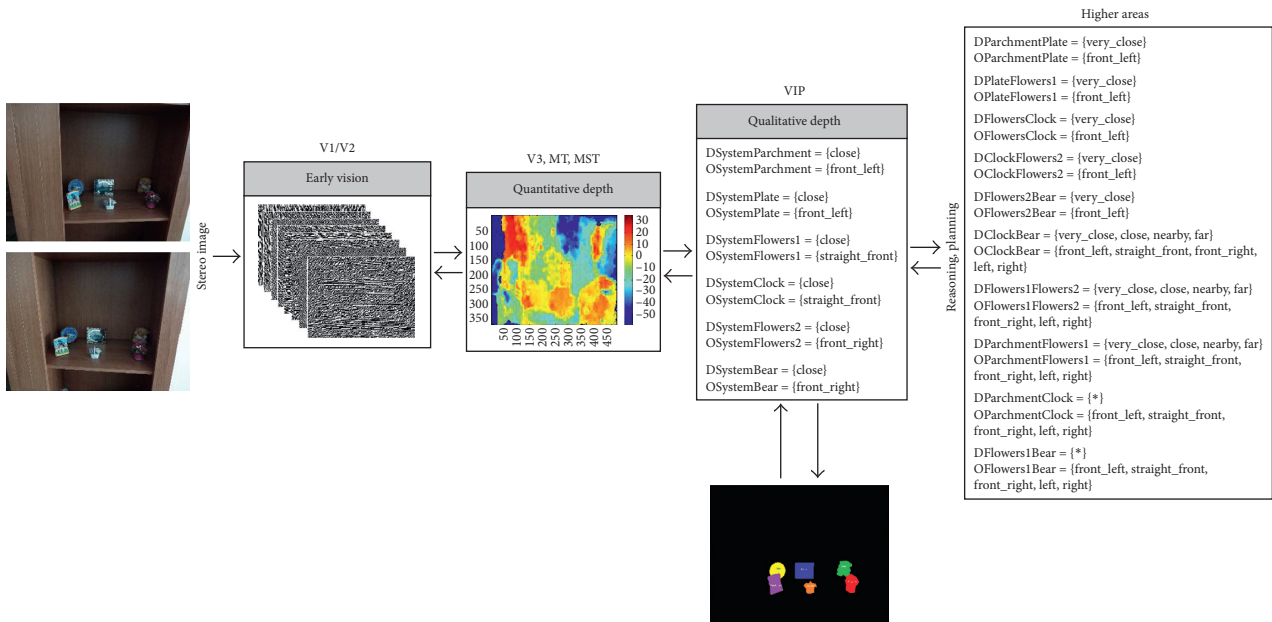 Stereo image
V1/V2
Early vision
V3, MT, MST
Quantitative depth
50
100
150
200
250
300
350
50
100
150
200
250
300
350
400
450
30
20
10
0
−10
−20
−30
−40
−50
VIP
Qualitative depth
DSystemParchment = {close}
OSystemParchment = {front_left}
DSystemPlate = {close}
OSystemPlate = {front_left}
DSystemFlowers1 = {close}
OSystemFlowers1 = {straight_front}
DSystemClock = {close}
OSystemClock = {straight_front}
DSystemFlowers2 = {close}
OSystemFlowers2 = {front_right}
DSystemBear = {close}
OSystemBear = {front_right}
Reasoning, planning
Higher areas
DParchmentPlate = {very_close}
OParchmentPlate = {front_left}
DPlateFlowers1 = {very_close}
OPlateFlowers1 = {front_left}
DFlowersClock = {very_close}
OFlowersClock = {front_left}
DClockFlowers2 = {very_close}
OClockFlowers2 = {front_left}
DFlowers2Bear = {very_close}
OFlowers2Bear = {front_left}
DClockBear = {very_close, close, nearby, far}
OClockBear = {front_left, straight_front, front_right,
left, right}
DFlowers1Flowers2 = {very_close, close, nearby, far}
OFlowers1Flowers2 = {front_left, straight_front,
front_right, left, right}
DParchmentFlowers1 = {very_close, close, nearby, far}
OParchmentFlowers1 = {front_left, straight_front,
front_right, left, right}
DParchmentClock = {*}
OParchmentClock = {front_left, straight_front,
front_right, left, right}
DFlowers1Bear = {*}
OFlowers1Bear = {front_left, straight_front,
front_right, left, right}